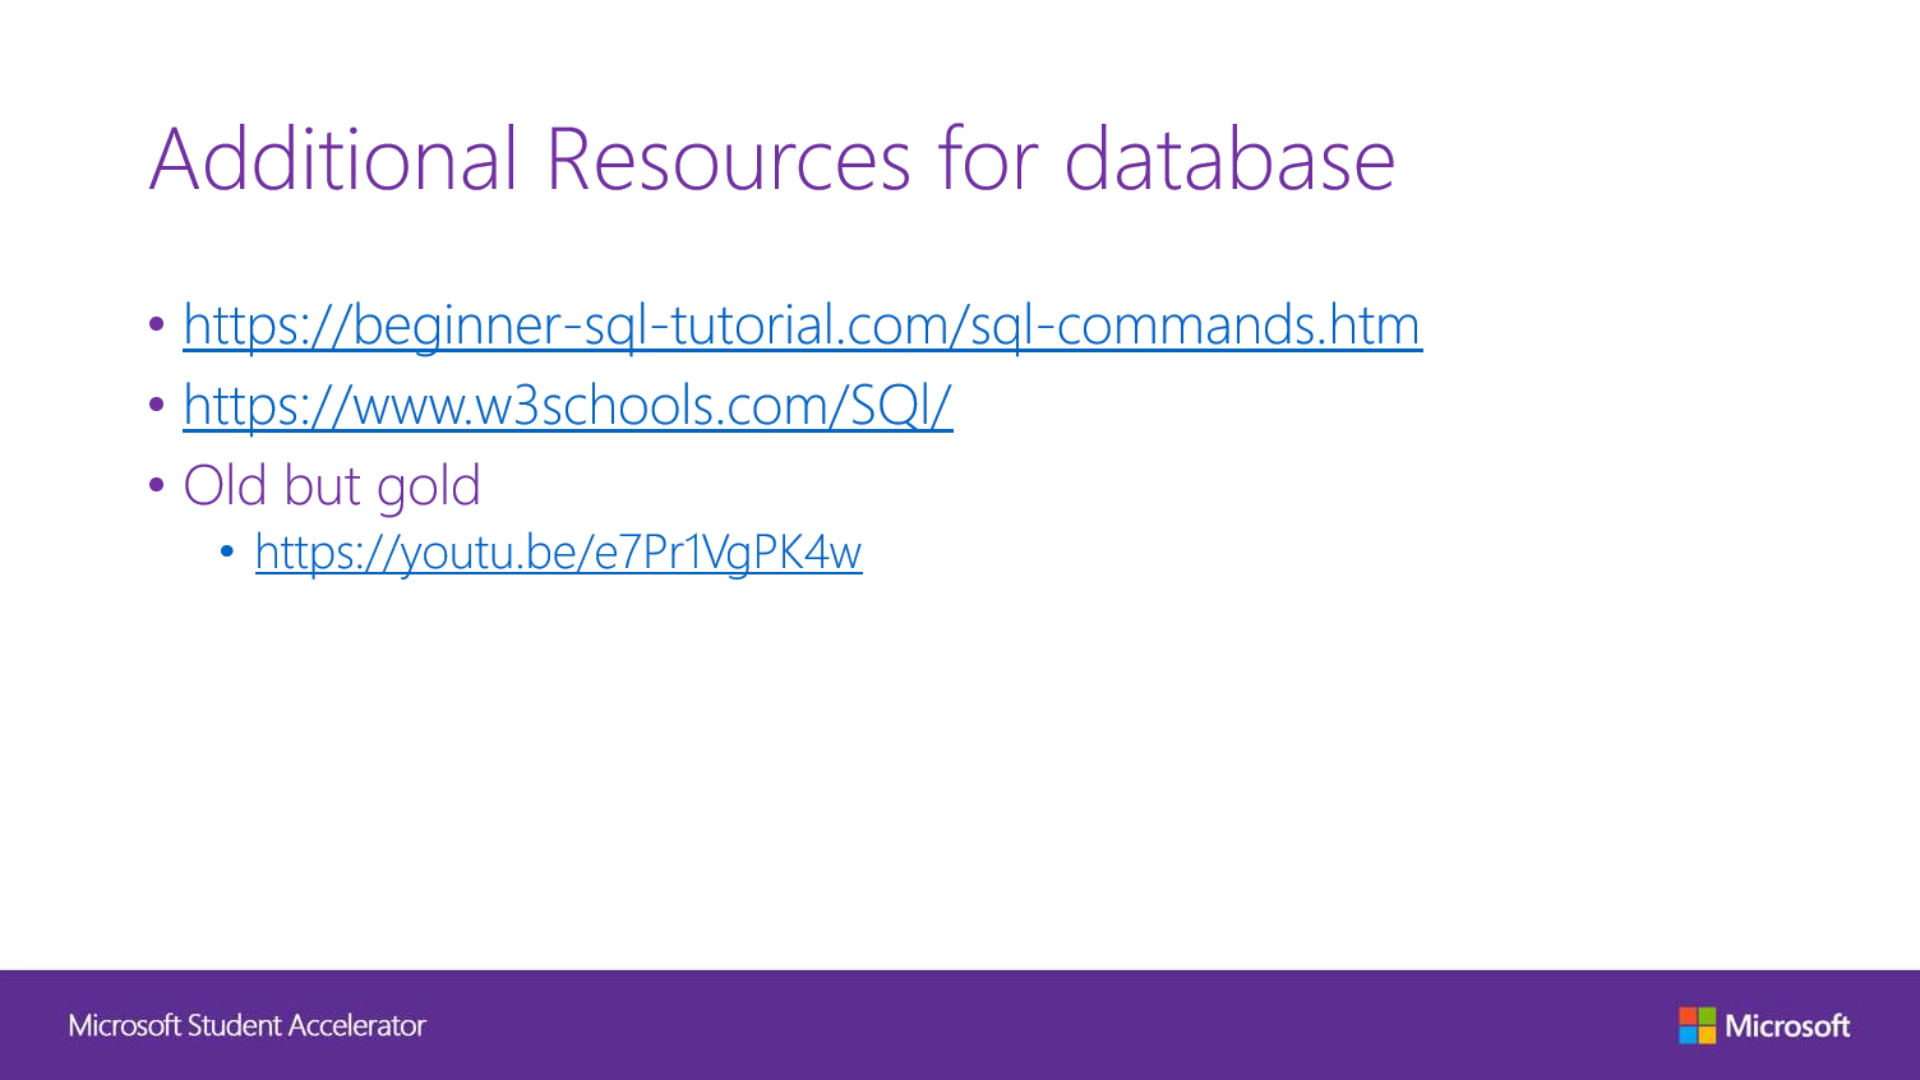 Additional Resources for database
• https://beginner-sql-tutorial.com/sql-commands.htm
• https://www.w3schools.com/SQl/
• Old but gold
• https://youtu.be/e7Pr1VgPK4w
Microsoft Student Accelerator
Microsoft